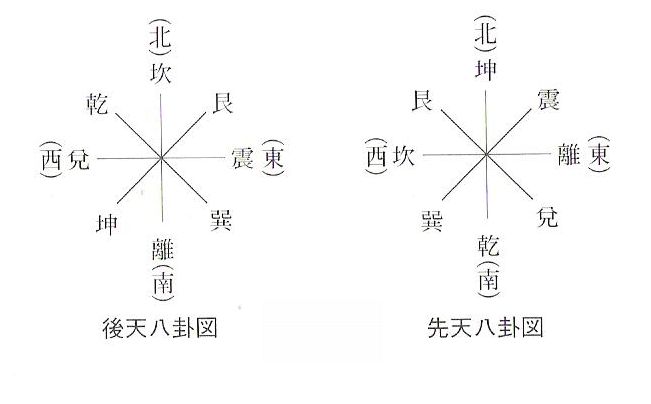 (北)
坎
乾
艮
(西)兌
震(東)
坤
巽
離
(南)
後天八卦図
(北)
坤
艮
震
(西)坎
離(東)
巽
兌
乾
(南)
先天八卦図